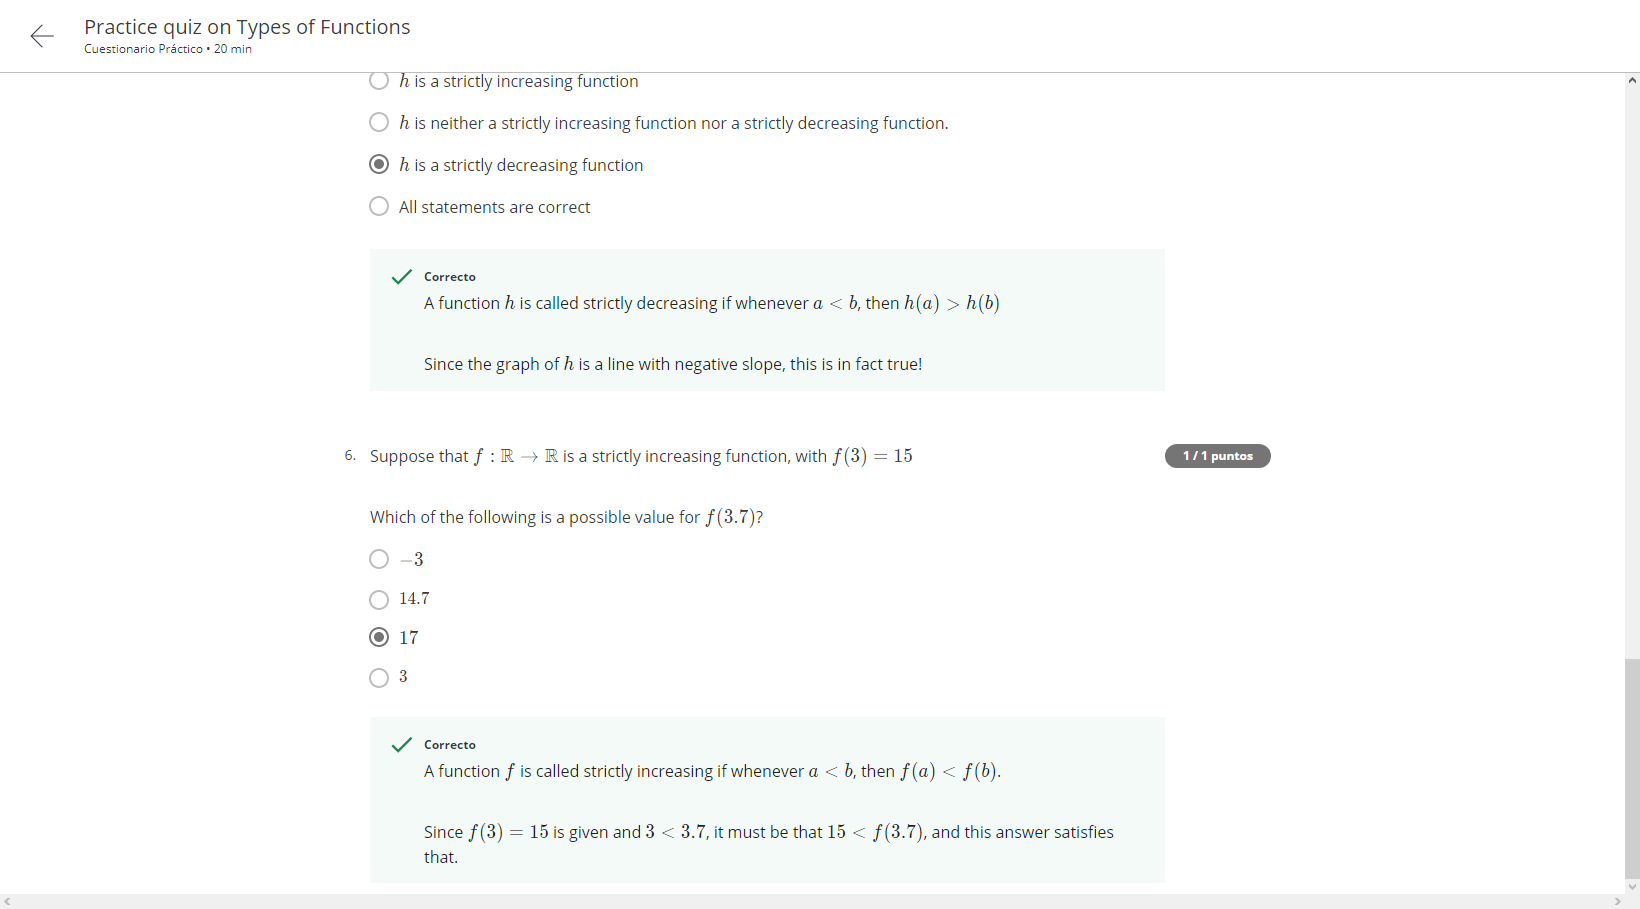 Practice quiz on Types of Functions
Cuestionario Práctico • 20 min
h is a strictly increasing function
h is neither a strictly increasing function nor a strictly decreasing function.
h is a strictly decreasing function
All statements are correct
Correcto
A function h is called strictly decreasing if whenever a < b, then h(a) > h(b)
Since the graph of h is a line with negative slope, this is in fact true!
6. Suppose that f : ℝ → ℝ is a strictly increasing function, with f(3) = 15
1 / 1 puntos
Which of the following is a possible value for f(3.7)?
−3
14.7
17
3
Correcto
A function f is called strictly increasing if whenever a < b, then f(a) < f(b).
Since f(3) = 15 is given and 3 < 3.7, it must be that 15 < f(3.7), and this answer satisfies
that.